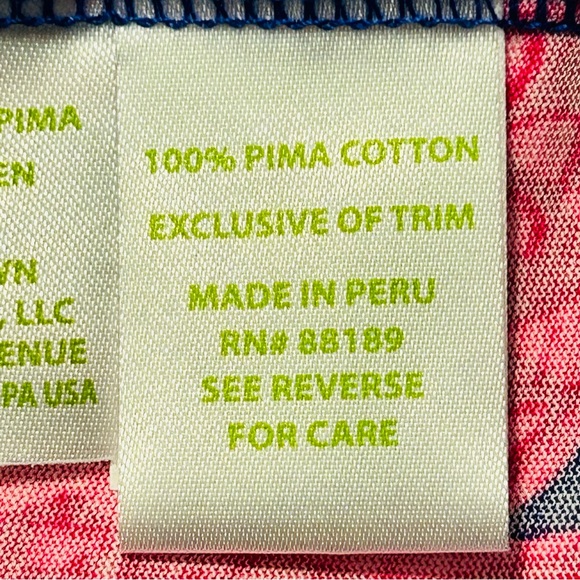 PIMA
EN
VN
, LLC
ENUE
PA USA
100% PIMA COTTON
EXCLUSIVE OF TRIM
MADE IN PERU
RN# 88189
SEE REVERSE
FOR CARE